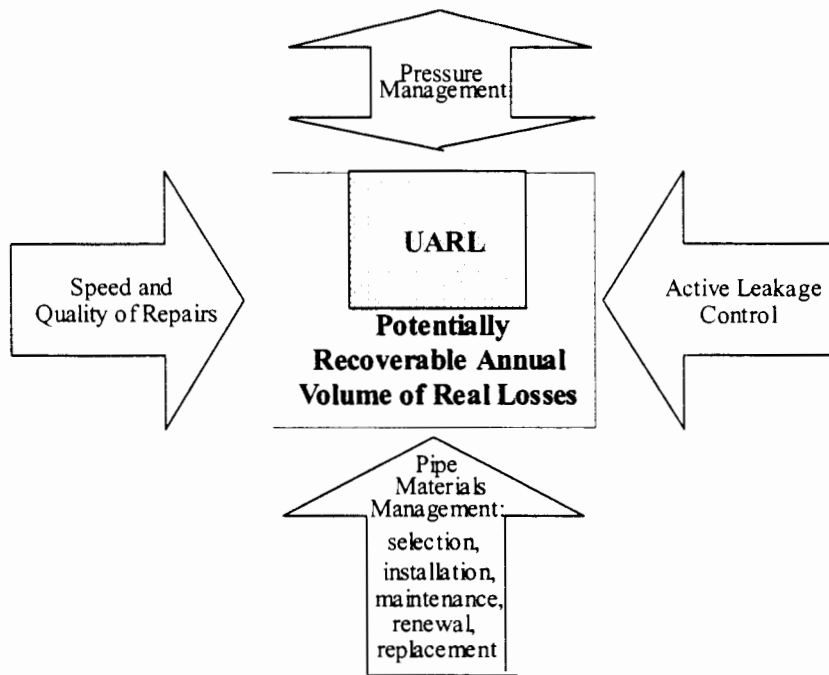 Pressure
Management
UARL
Speed and
Quality of Repairs
Active Leakage
Control
Potentially
Recoverable Annual
Volume of Real Losses
Pipe
Materials
Management:
selection,
installation,
maintenance,
renewal,
replacement